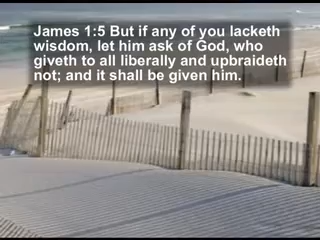 James 1:5 But if any of you lacketh
wisdom, let him ask of God, who
giveth to all liberally and upbraideth
not; and it shall be given him.